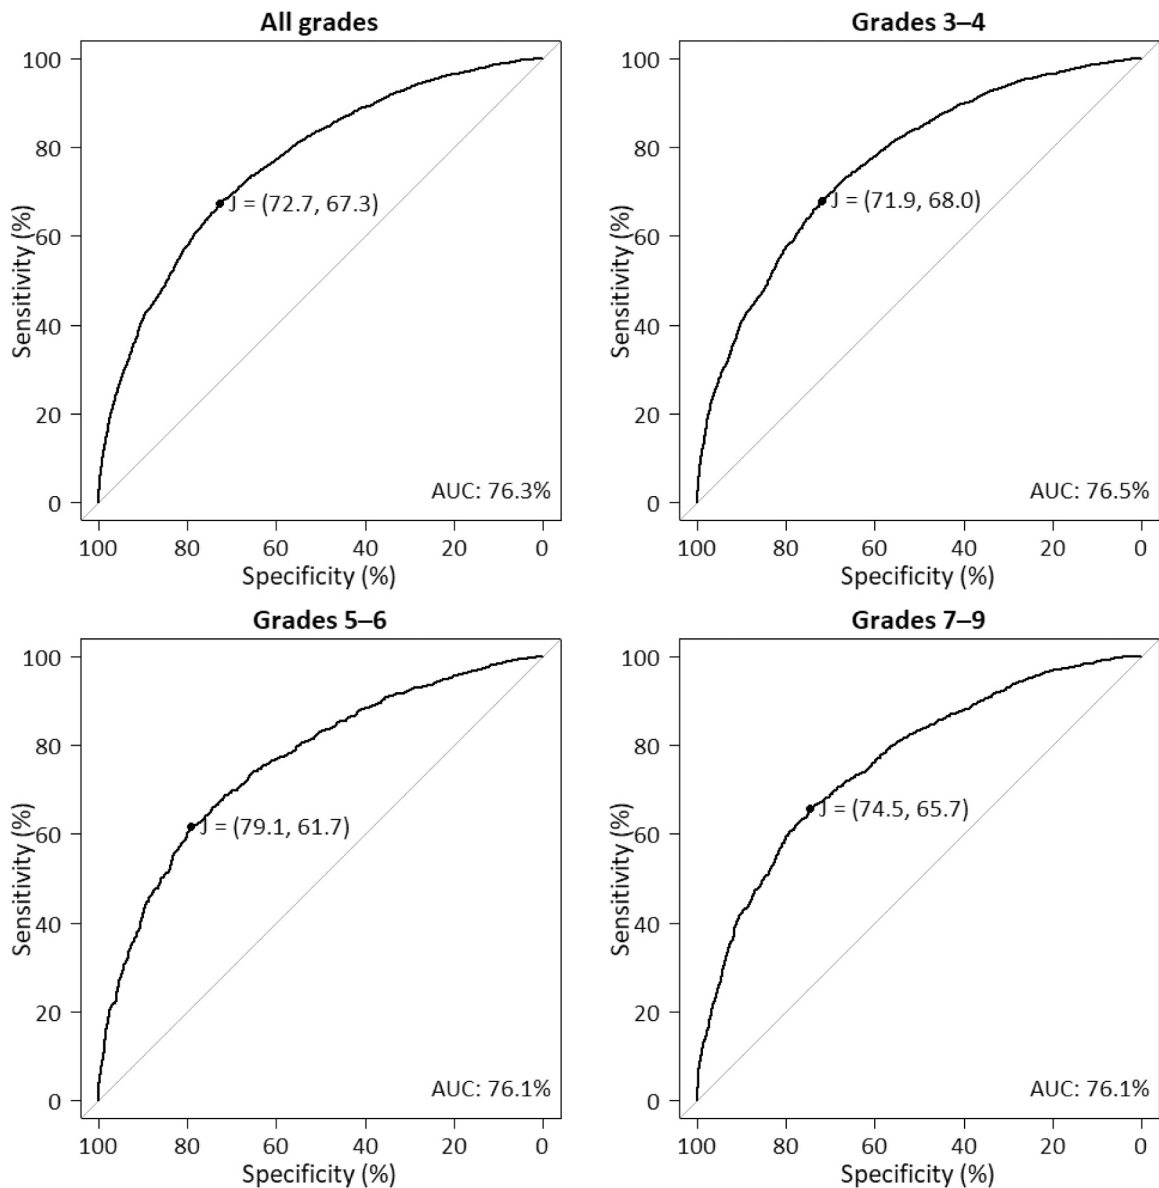 All grades
100
80
60
40
20
0
Sensitivity (%)
J = (72.7, 67.3)
AUC: 76.3%
100 80 60 40 20 0
Specificity (%)
Grades 3–4
100
80
60
40
20
0
Sensitivity (%)
J = (71.9, 68.0)
AUC: 76.5%
100 80 60 40 20 0
Specificity (%)
Grades 5–6
100
80
60
40
20
0
Sensitivity (%)
J = (79.1, 61.7)
AUC: 76.1%
100 80 60 40 20 0
Specificity (%)
Grades 7–9
100
80
60
40
20
0
Sensitivity (%)
J = (74.5, 65.7)
AUC: 76.1%
100 80 60 40 20 0
Specificity (%)